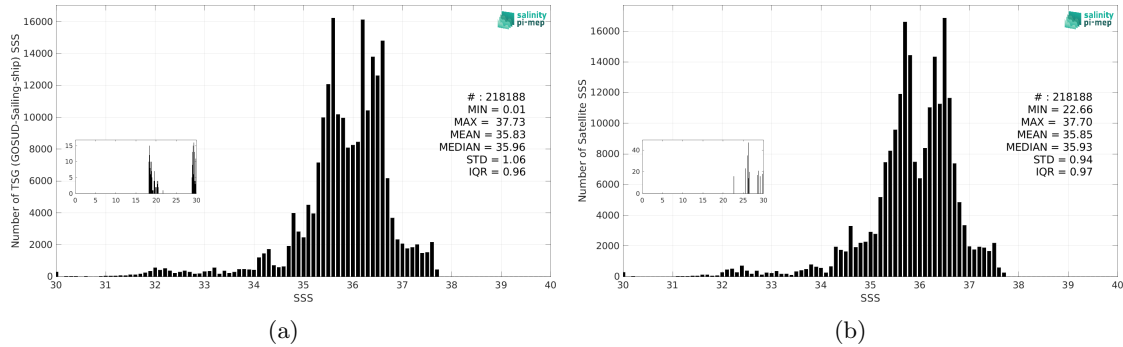 salinity
pi-mep
Number of TSG (GOSUD-Sailing-ship) SSS
16000
14000
12000
10000
8000
6000
4000
2000
0
# : 218188
MIN = 0.01
MAX = 37.73
MEAN = 35.83
MEDIAN = 35.96
STD = 1.06
IQR = 0.96
15
10
5
0
0 5 10 15 20 25 30
30 31 32 33 34 35 36 37 38 39 40
SSS
(a)
salinity
pi-mep
Number of Satellite SSS
16000
14000
12000
10000
8000
6000
4000
2000
0
# : 218188
MIN = 22.66
MAX = 37.70
MEAN = 35.85
MEDIAN = 35.93
STD = 0.94
IQR = 0.97
40
20
0
0 5 10 15 20 25 30
30 31 32 33 34 35 36 37 38 39 40
SSS
(b)